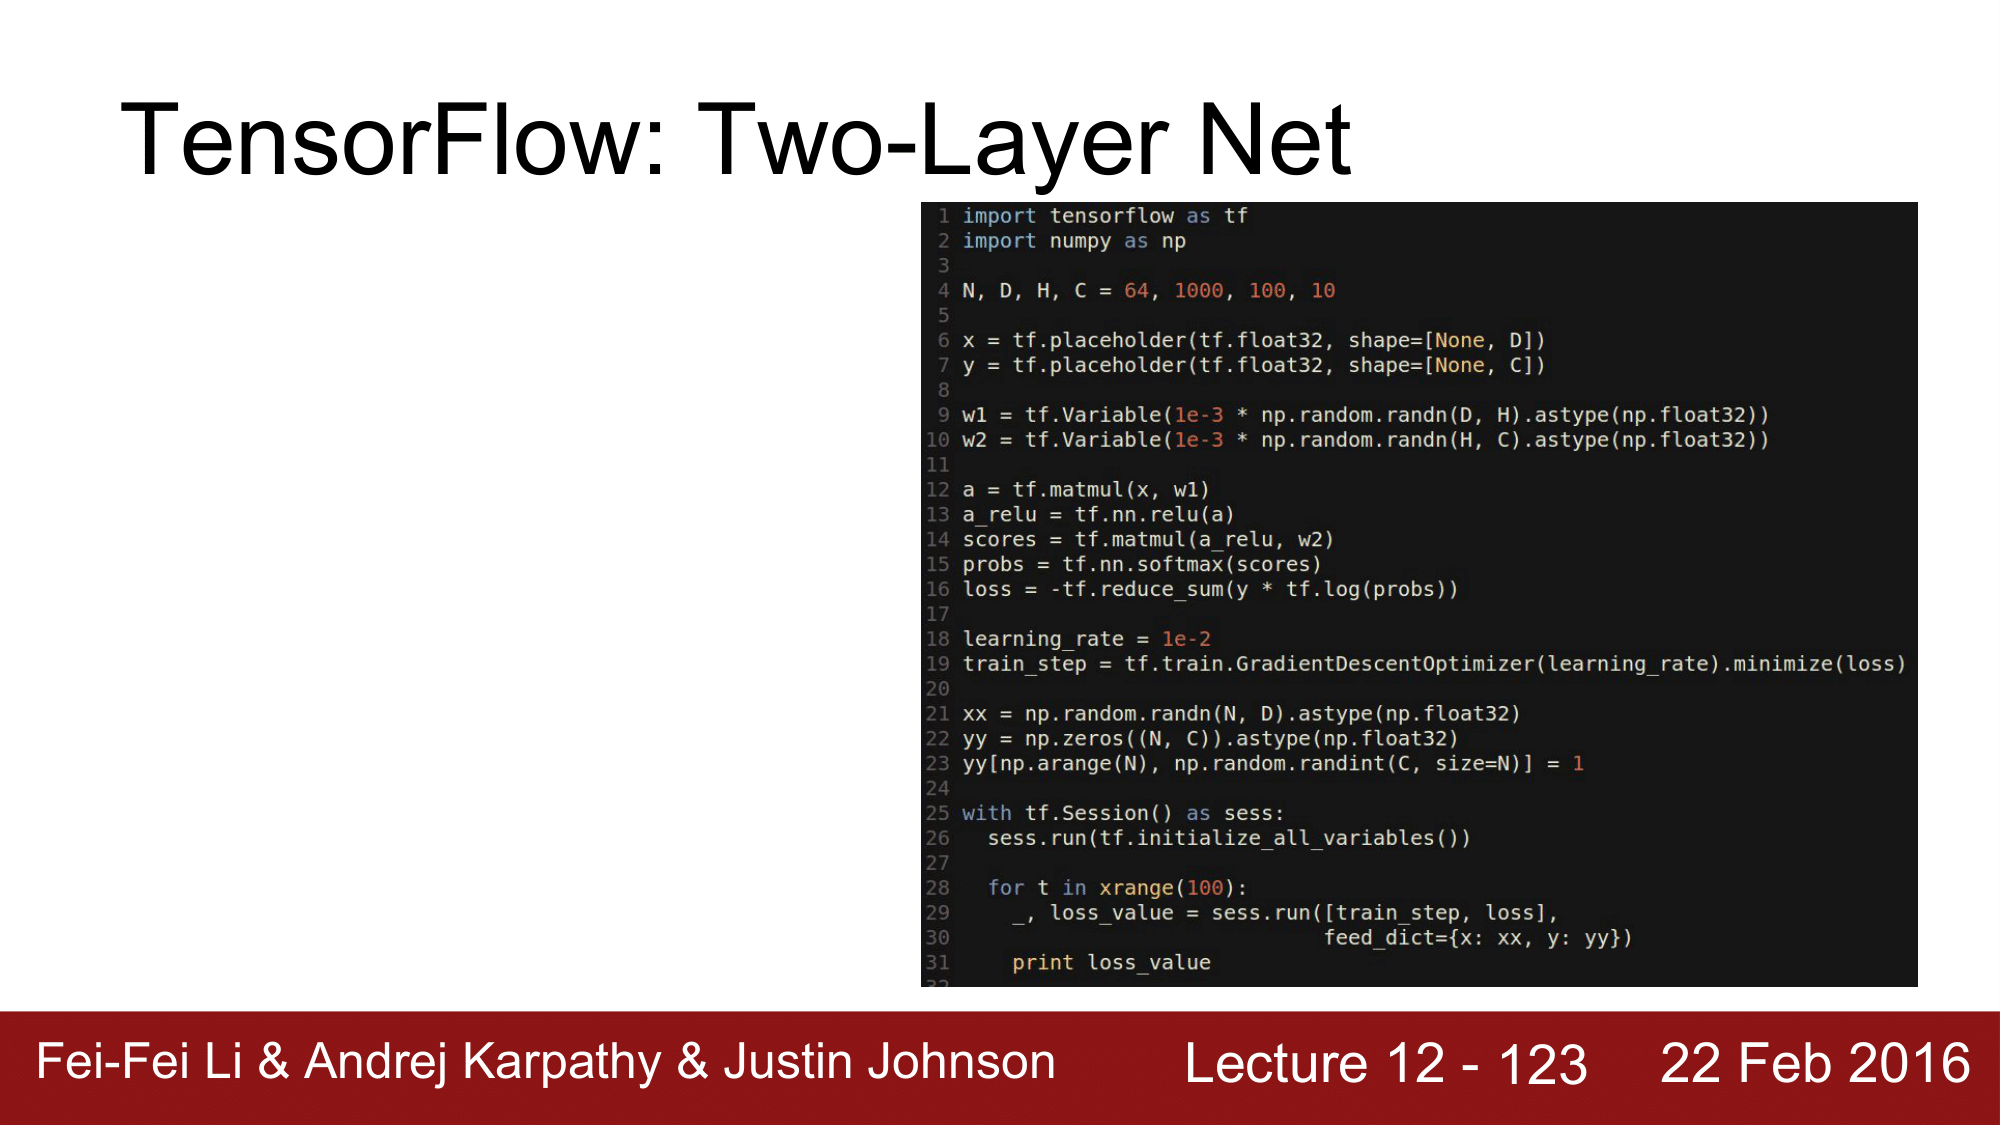 TensorFlow: Two-Layer Net
1 import tensorflow as tf
2 import numpy as np
3
4 N, D, H, C = 64, 1000, 100, 10
5
6 x = tf.placeholder(tf.float32, shape=[None, D])
7 y = tf.placeholder(tf.float32, shape=[None, C])
8
9 w1 = tf.Variable(1e-3 * np.random.randn(D, H).astype(np.float32))
10 w2 = tf.Variable(1e-3 * np.random.randn(H, C).astype(np.float32))
11
12 a = tf.matmul(x, w1)
13 a_relu = tf.nn.relu(a)
14 scores = tf.matmul(a_relu, w2)
15 probs = tf.nn.softmax(scores)
16 loss = -tf.reduce_sum(y * tf.log(probs))
17
18 learning_rate = 1e-2
19 train_step = tf.train.GradientDescentOptimizer(learning_rate).minimize(loss)
20
21 xx = np.random.randn(N, D).astype(np.float32)
22 yy = np.zeros((N, C)).astype(np.float32)
23 yy[np.arange(N), np.random.randint(C, size=N)] = 1
24
25 with tf.Session() as sess:
26   sess.run(tf.initialize_all_variables())
27
28   for t in xrange(100):
29     _, loss_value = sess.run([train_step, loss],
30                              feed_dict={x: xx, y: yy})
31     print loss_value
32
Fei-Fei Li & Andrej Karpathy & Justin Johnson
Lecture 12 - 123
22 Feb 2016